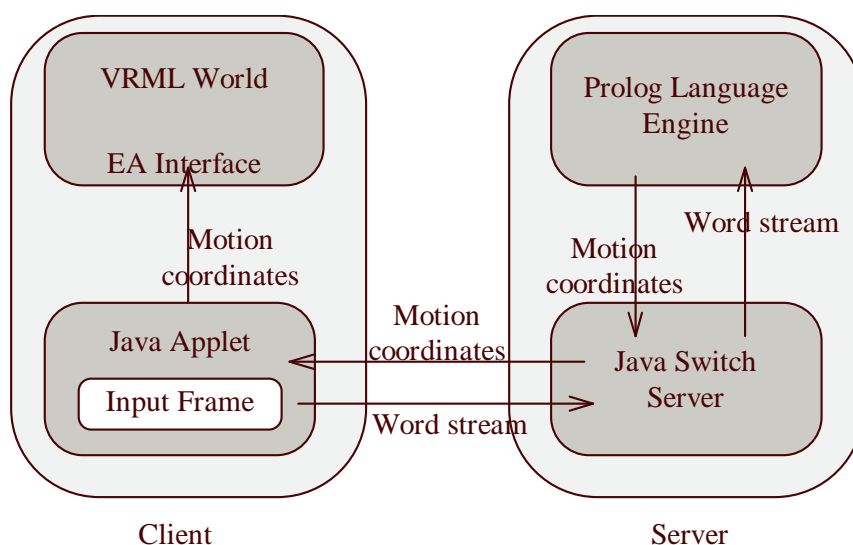 VRML World
EA Interface
Motion
coordinates
Java Applet
Input Frame
Client
Motion
coordinates
Word stream
Prolog Language
Engine
Word stream
Motion
coordinates
Java Switch
Server
Server